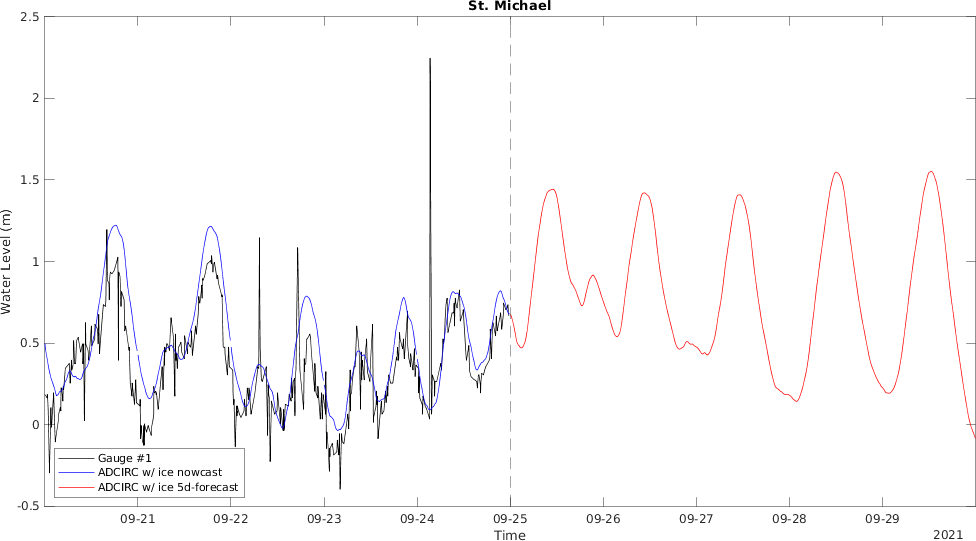 St. Michael
2.5
2
1.5
1
0.5
0
-0.5
Water Level (m)
Gauge #1
ADCIRC w/ ice nowcast
ADCIRC w/ ice 5d-forecast
09-21 09-22 09-23 09-24 09-25 09-26 09-27 09-28 09-29
Time
2021